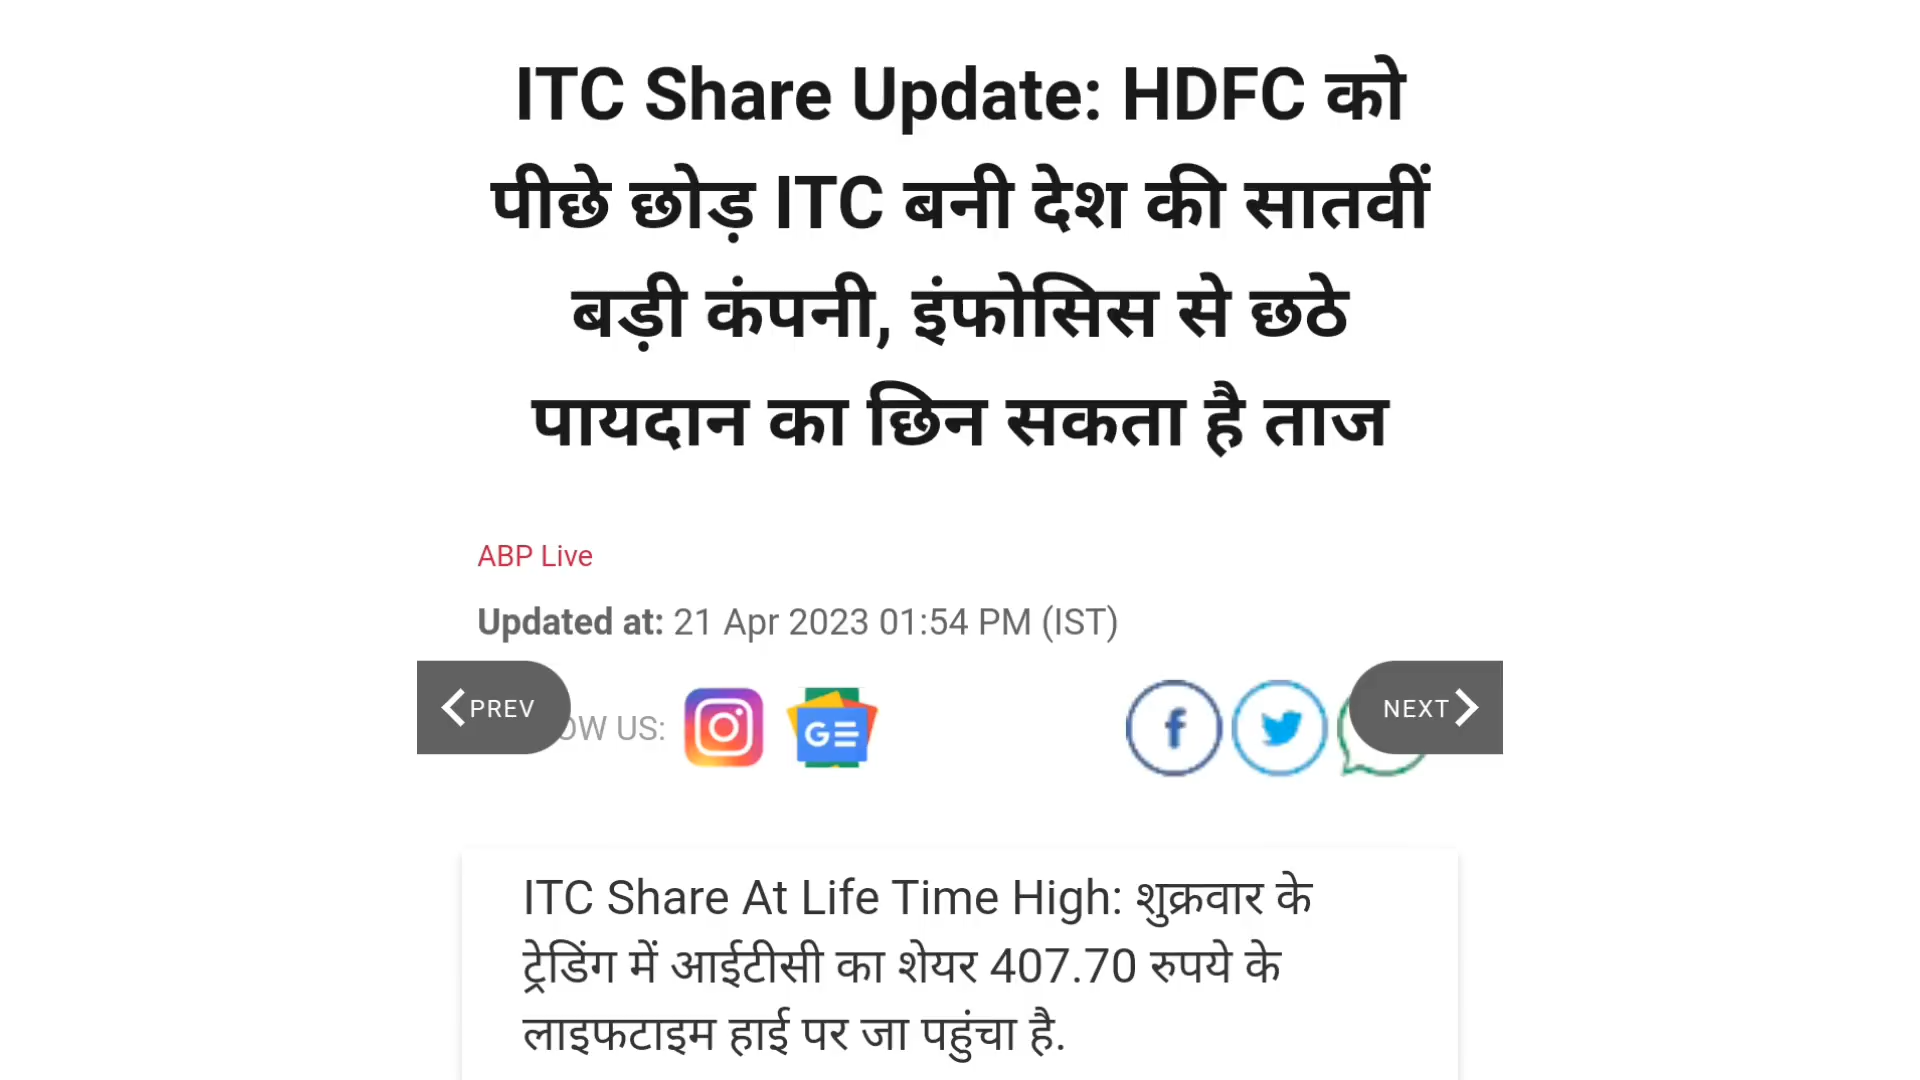 ITC Share Update: HDFC को
पीछे छोड़ ITC बनी देश की सातवीं
बड़ी कंपनी, इंफोसिस से छठे
पायदान का छिन सकता है ताज
ABP Live
Updated at: 21 Apr 2023 01:54 PM (IST)
PREV
OW US:
GE
f
NEXT
ITC Share At Life Time High: शुक्रवार के
ट्रेडिंग में आईटीसी का शेयर 407.70 रुपये के
लाइफटाइम हाई पर जा पहुंचा है.